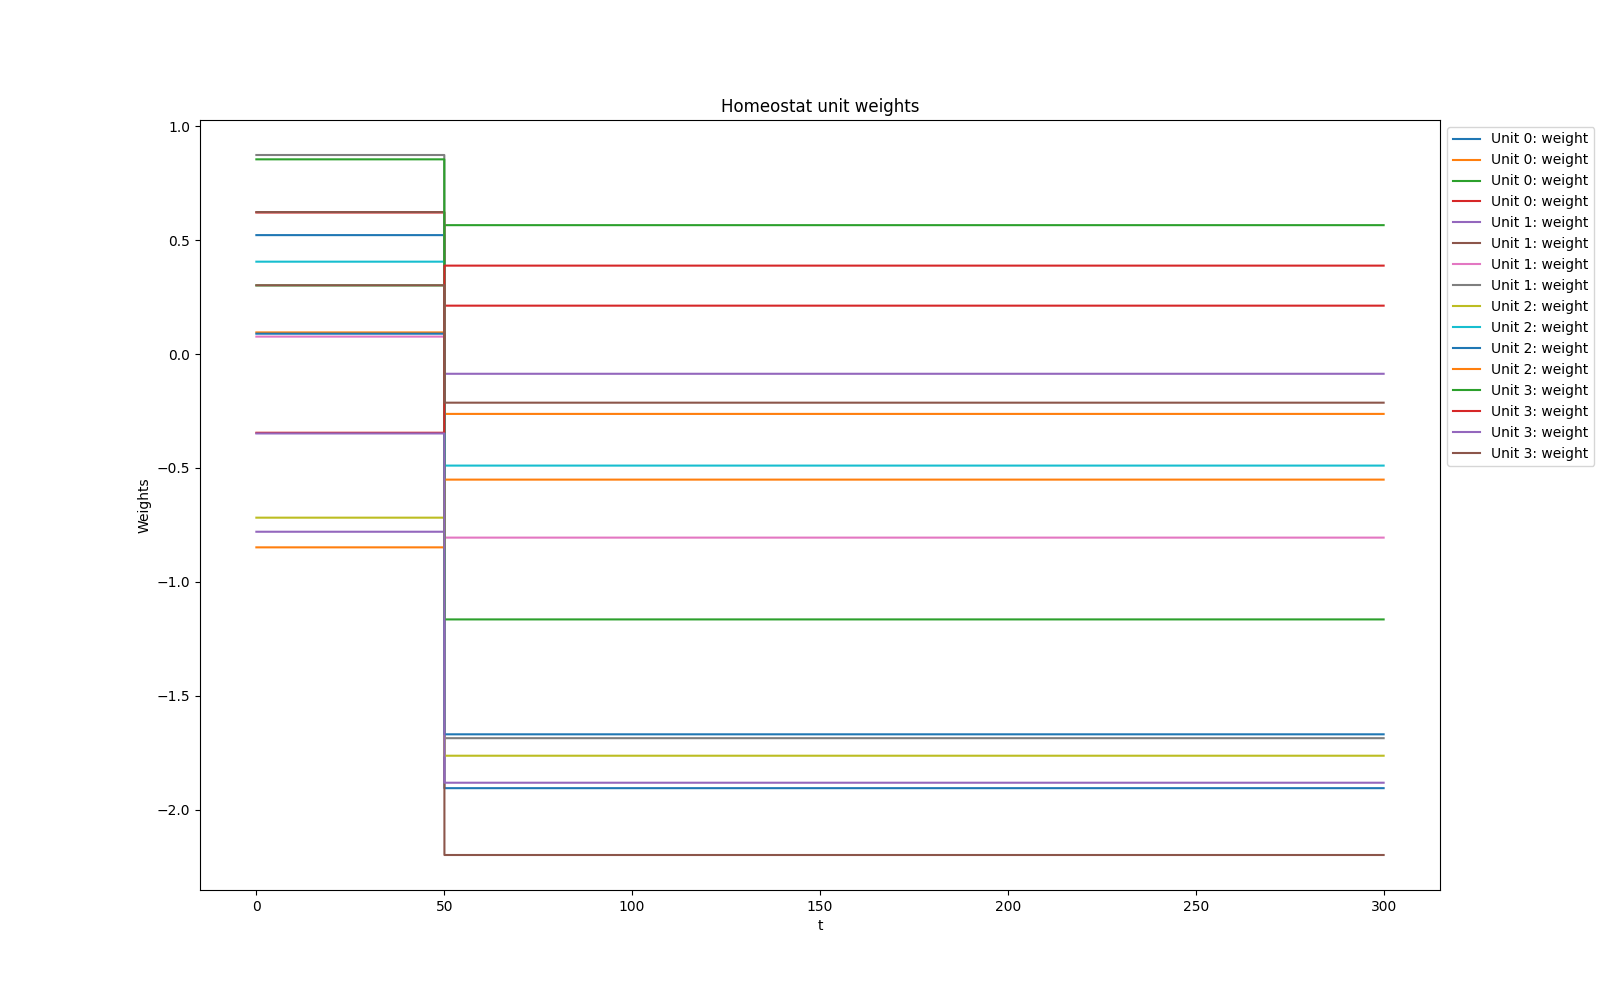 Homeostat unit weights
1.0
0.5
0.0
−0.5
−1.0
−1.5
−2.0
Weights
0
50
100
150
200
250
300
t
Unit 0: weight
Unit 0: weight
Unit 0: weight
Unit 0: weight
Unit 1: weight
Unit 1: weight
Unit 1: weight
Unit 1: weight
Unit 2: weight
Unit 2: weight
Unit 2: weight
Unit 2: weight
Unit 3: weight
Unit 3: weight
Unit 3: weight
Unit 3: weight